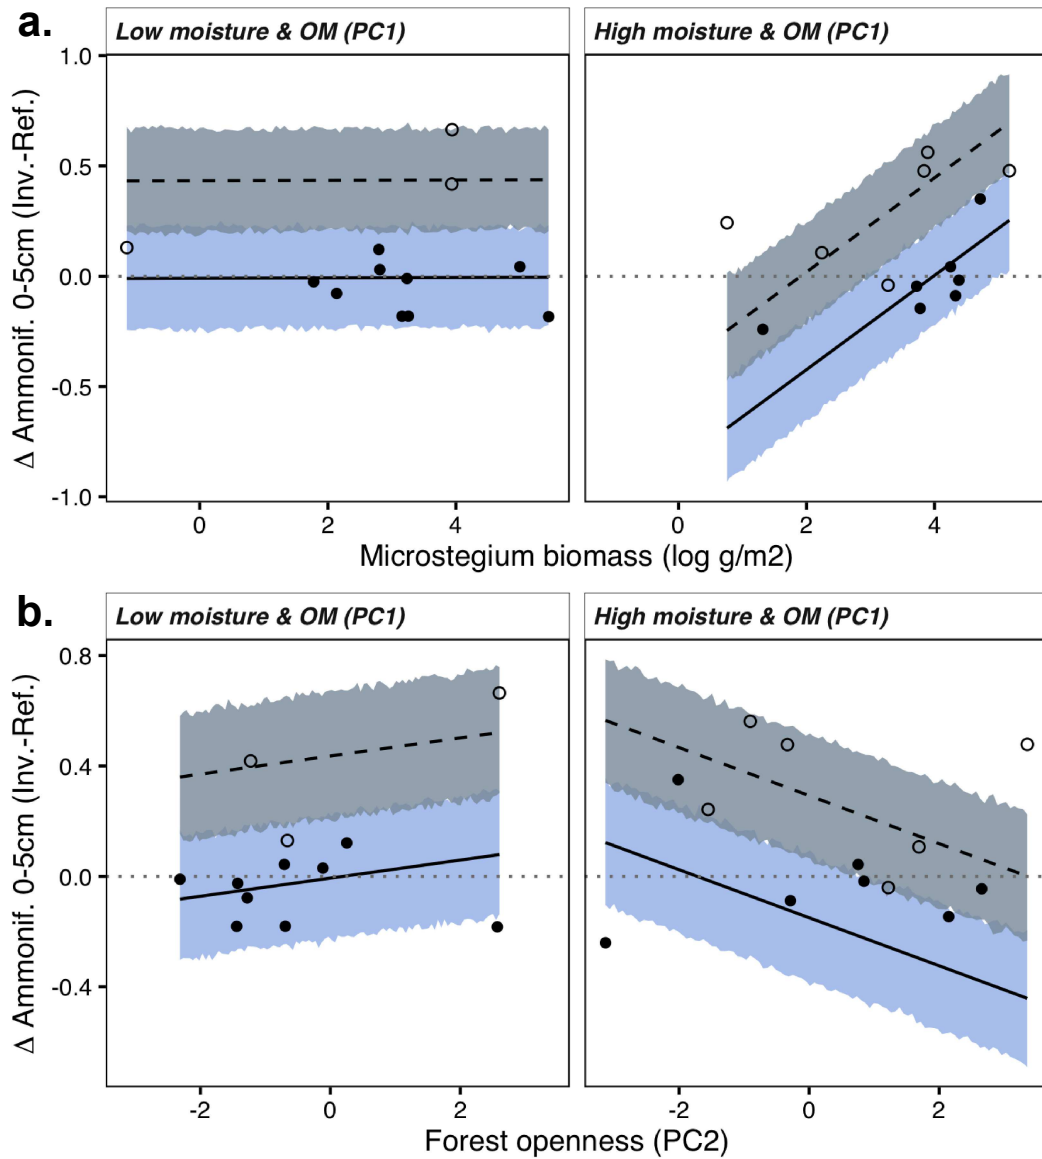 a.
Low moisture & OM (PC1)
High moisture & OM (PC1)
Δ Ammonif. 0-5cm (Inv.-Ref.)
1.0
0.5
0.0
-0.5
-1.0
0 2 4
0 2 4
Microstegium biomass (log g/m2)
b.
Low moisture & OM (PC1)
High moisture & OM (PC1)
Δ Ammonif. 0-5cm (Inv.-Ref.)
0.8
0.4
0.0
-0.4
-2 0 2
-2 0 2
Forest openness (PC2)